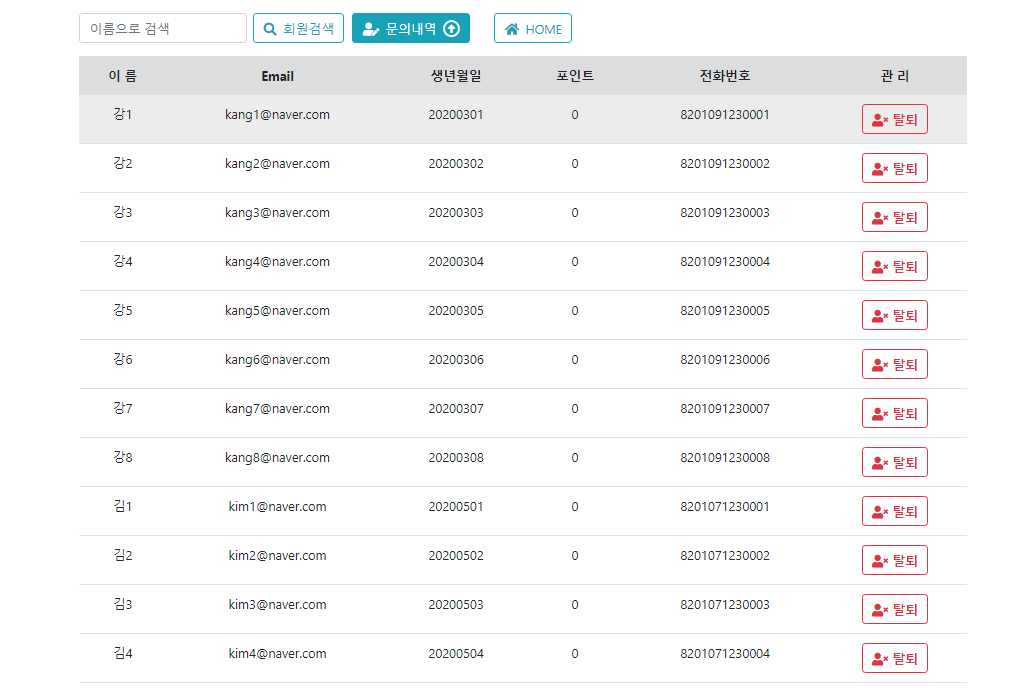 이름으로 검색 회원검색 문의내역 HOME
이 름 Email 생년월일 포인트 전화번호 관 리
강1 kang1@naver.com 20200301 0 8201091230001 탈퇴
강2 kang2@naver.com 20200302 0 8201091230002 탈퇴
강3 kang3@naver.com 20200303 0 8201091230003 탈퇴
강4 kang4@naver.com 20200304 0 8201091230004 탈퇴
강5 kang5@naver.com 20200305 0 8201091230005 탈퇴
강6 kang6@naver.com 20200306 0 8201091230006 탈퇴
강7 kang7@naver.com 20200307 0 8201091230007 탈퇴
강8 kang8@naver.com 20200308 0 8201091230008 탈퇴
김1 kim1@naver.com 20200501 0 8201071230001 탈퇴
김2 kim2@naver.com 20200502 0 8201071230002 탈퇴
김3 kim3@naver.com 20200503 0 8201071230003 탈퇴
김4 kim4@naver.com 20200504 0 8201071230004 탈퇴